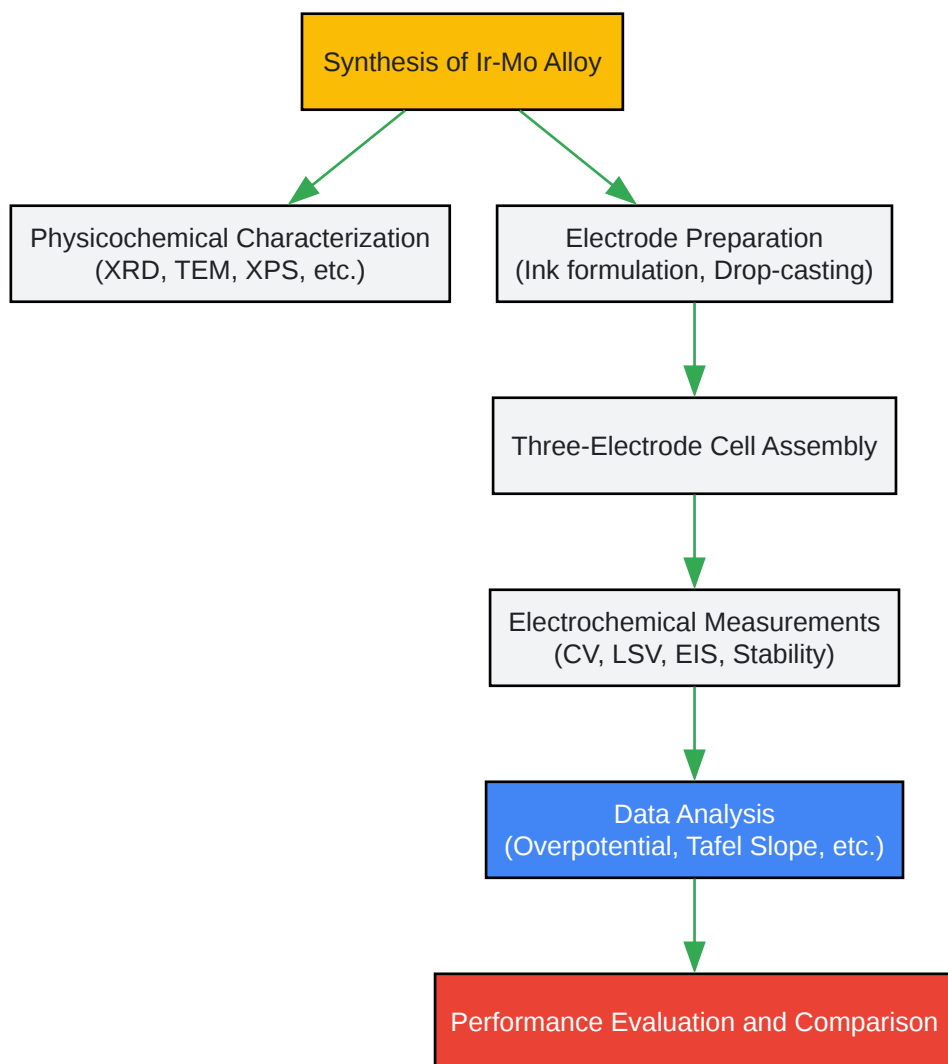 Synthesis of Ir-Mo Alloy
Physicochemical Characterization
(XRD, TEM, XPS, etc.)
Electrode Preparation
(Ink formulation, Drop-casting)
Three-Electrode Cell Assembly
Electrochemical Measurements
(CV, LSV, EIS, Stability)
Data Analysis
(Overpotential, Tafel Slope, etc.)
Performance Evaluation and Comparison